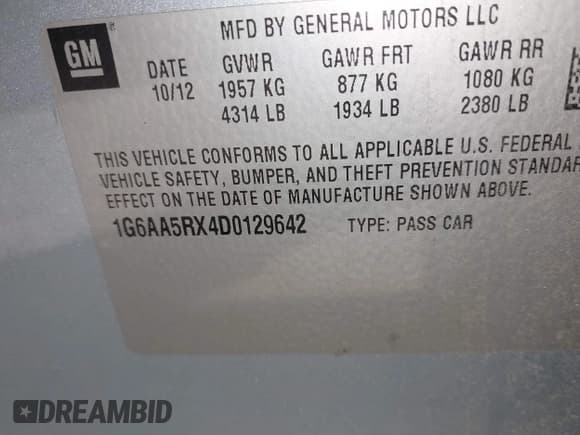 MFD BY GENERAL MOTORS LLC
GM
DATE GVWR GAWR FRT GAWR RR
10/12 1957 KG 877 KG 1080 KG
4314 LB 1934 LB 2380 LB
THIS VEHICLE CONFORMS TO ALL APPLICABLE U.S. FEDERAL
VEHICLE SAFETY, BUMPER, AND THEFT PREVENTION STANDAR
EFFECT ON THE DATE OF MANUFACTURE SHOWN ABOVE.
1G6AA5RX4D0129642 TYPE: PASS CAR
DREAMBID